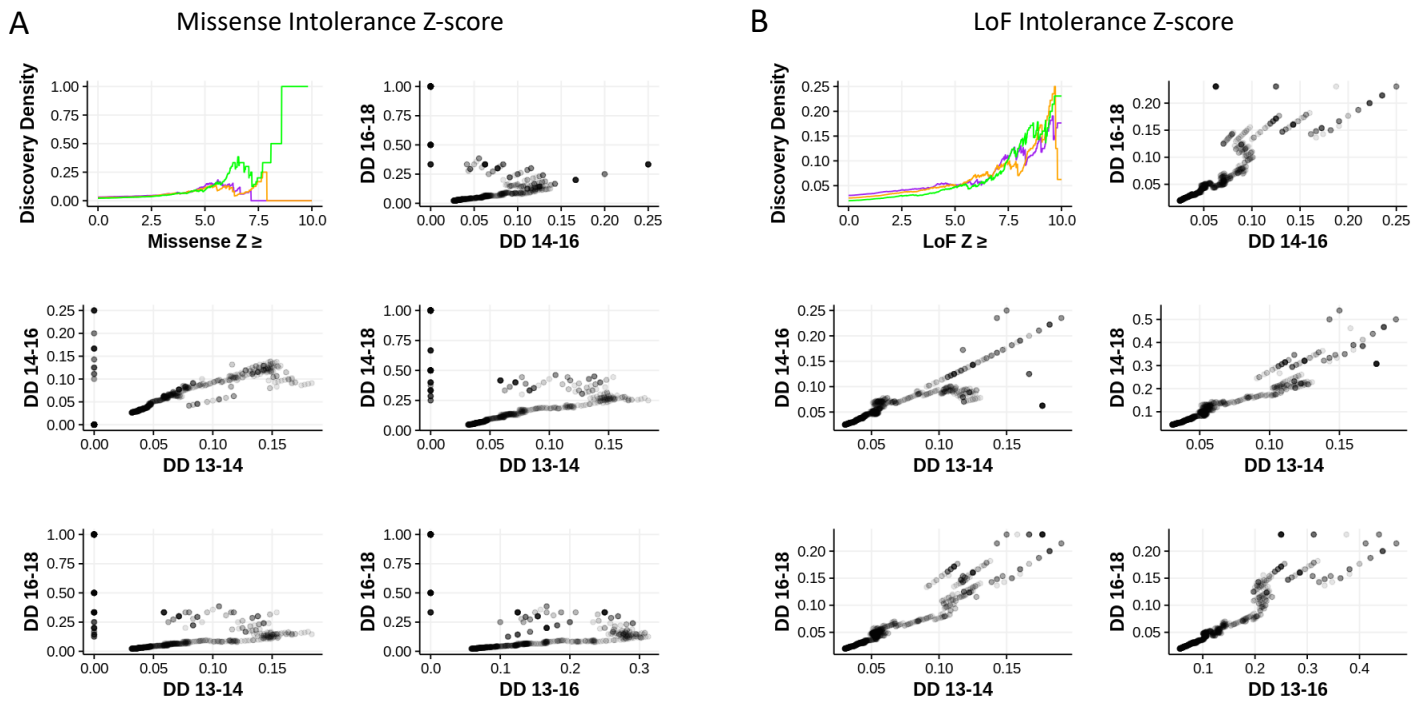 A
Missense Intolerance Z-score
B
LoF Intolerance Z-score
Discovery Density
1.00
0.75
0.50
0.25
0.00
0.0 2.5 5.0 7.5 10.0
Missense Z ≥
DD 16-18
1.00
0.75
0.50
0.25
0.00
0.00 0.05 0.10 0.15 0.20 0.25
DD 14-16
Discovery Density
0.25
0.20
0.15
0.10
0.05
0.0 2.5 5.0 7.5 10.0
LoF Z ≥
DD 16-18
0.20
0.15
0.10
0.05
0.05 0.10 0.15 0.20 0.25
DD 14-16
DD 14-16
0.25
0.20
0.15
0.10
0.05
0.00
0.00 0.05 0.10 0.15
DD 13-14
DD 14-18
1.00
0.75
0.50
0.25
0.00
0.00 0.05 0.10 0.15
DD 13-14
DD 14-16
0.25
0.20
0.15
0.10
0.05
0.05 0.10 0.15
DD 13-14
DD 14-18
0.5
0.4
0.3
0.2
0.1
0.05 0.10 0.15
DD 13-14
DD 16-18
1.00
0.75
0.50
0.25
0.00
0.00 0.05 0.10 0.15
DD 13-14
DD 16-18
1.00
0.75
0.50
0.25
0.00
0.0 0.1 0.2 0.3
DD 13-16
DD 16-18
0.20
0.15
0.10
0.05
0.05 0.10 0.15
DD 13-14
DD 16-18
0.20
0.15
0.10
0.05
0.1 0.2 0.3 0.4
DD 13-16